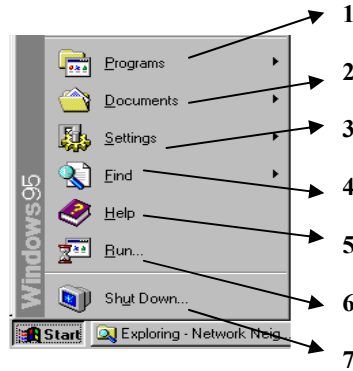 Programs 1
Documents 2
Settings 3
Find 4
Help 5
Run... 6
Shut Down... 7
Windows95
Start Exploring - Network Neig